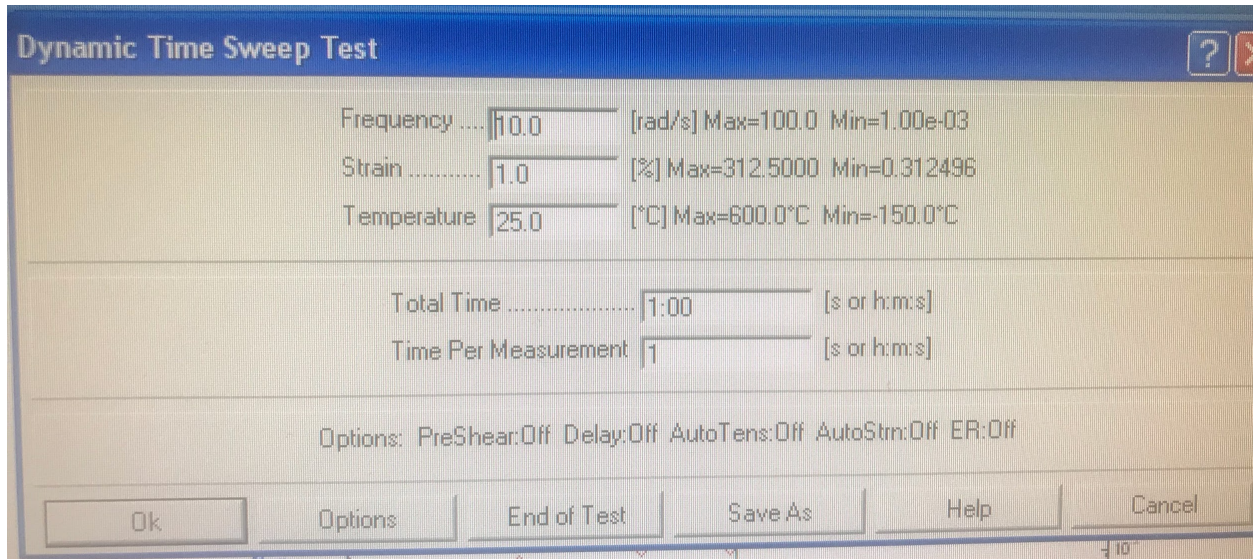 Dynamic Time Sweep Test
?
Frequency .... 10.0 [rad/s] Max=100.0 Min=1.00e-03
Strain ........... 1.0 [%] Max=312.5000 Min=0.312496
Temperature 25.0 [°C] Max=600.0°C Min=-150.0°C
Total Time .................... 1:00 [s or h:m:s]
Time Per Measurement 1 [s or h:m:s]
Options: PreShear:Off Delay:Off AutoTens:Off AutoStrn:Off ER:Off
Ok Options End of Test Save As Help Cancel